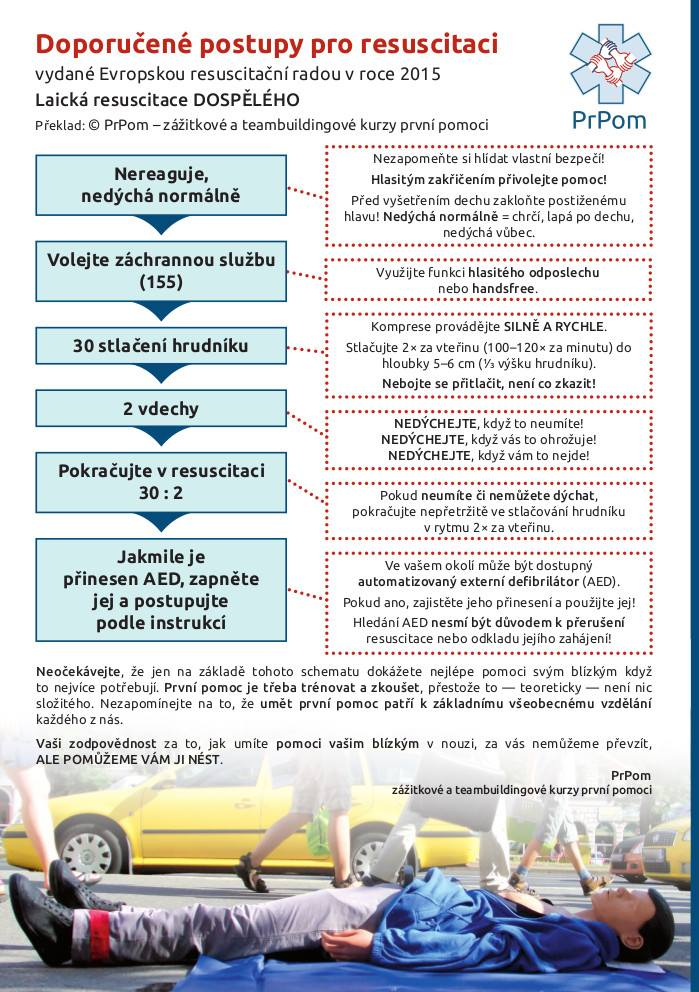 Doporučené postupy pro resuscitaci
vydané Evropskou resuscitační radou v roce 2015
Laická resuscitace DOSPĚLÉHO
Překlad: © PrPom – zážitkové a teambuildingové kurzy první pomoci
PrPom
Nereaguje,
nedýchá normálně
Nezapomeňte si hlídat vlastní bezpečí!
Hlasitým zakřičením přivolejte pomoc!
Před vyšetřením dechu zakloňte postiženému
hlavu! Nedýchá normálně = chrčí, lapá po dechu,
nedýchá vůbec.
Volejte záchrannou službu
(155)
Využijte funkci hlasitého odposlechu
nebo handsfree.
30 stlačení hrudníku
Komprese provádějte SILNĚ A RYCHLE.
Stlačujte 2× za vteřinu (100–120× za minutu) do
hloubky 5–6 cm (⅓ výšku hrudníku).
Nebojte se přitlačit, není co zkazit!
2 vdechy
NEDÝCHEJTE, když to neumíte!
NEDÝCHEJTE, když vás to ohrožuje!
NEDÝCHEJTE, když vám to nejde!
Pokračujte v resuscitaci
30 : 2
Pokud neumíte či nemůžete dýchat,
pokračujte nepřetržitě ve stlačování hrudníku
v rytmu 2× za vteřinu.
Jakmile je
přinesen AED, zapněte
jej a postupujte
podle instrukcí
Ve vašem okolí může být dostupný
automatizovaný externí defibrilátor (AED).
Pokud ano, zajistěte jeho přinesení a použijte jej!
Hledání AED nesmí být důvodem k přerušení
resuscitace nebo odkladu jejího zahájení!
Neočekávejte, že jen na základě tohoto schematu dokážete nejlépe pomoci svým blízkým když
to nejvíce potřebují. První pomoc je třeba trénovat a zkoušet, přestože to — teoreticky — není nic
složitého. Nezapomínejte na to, že umět první pomoc patří k základnímu všeobecnému vzdělání
každého z nás.
Vaši zodpovědnost za to, jak umíte pomoci vašim blízkým v nouzi, za vás nemůžeme převzít,
ALE POMŮŽEME VÁM JI NÉST.
PrPom
zážitkové a teambuildingové kurzy první pomoci